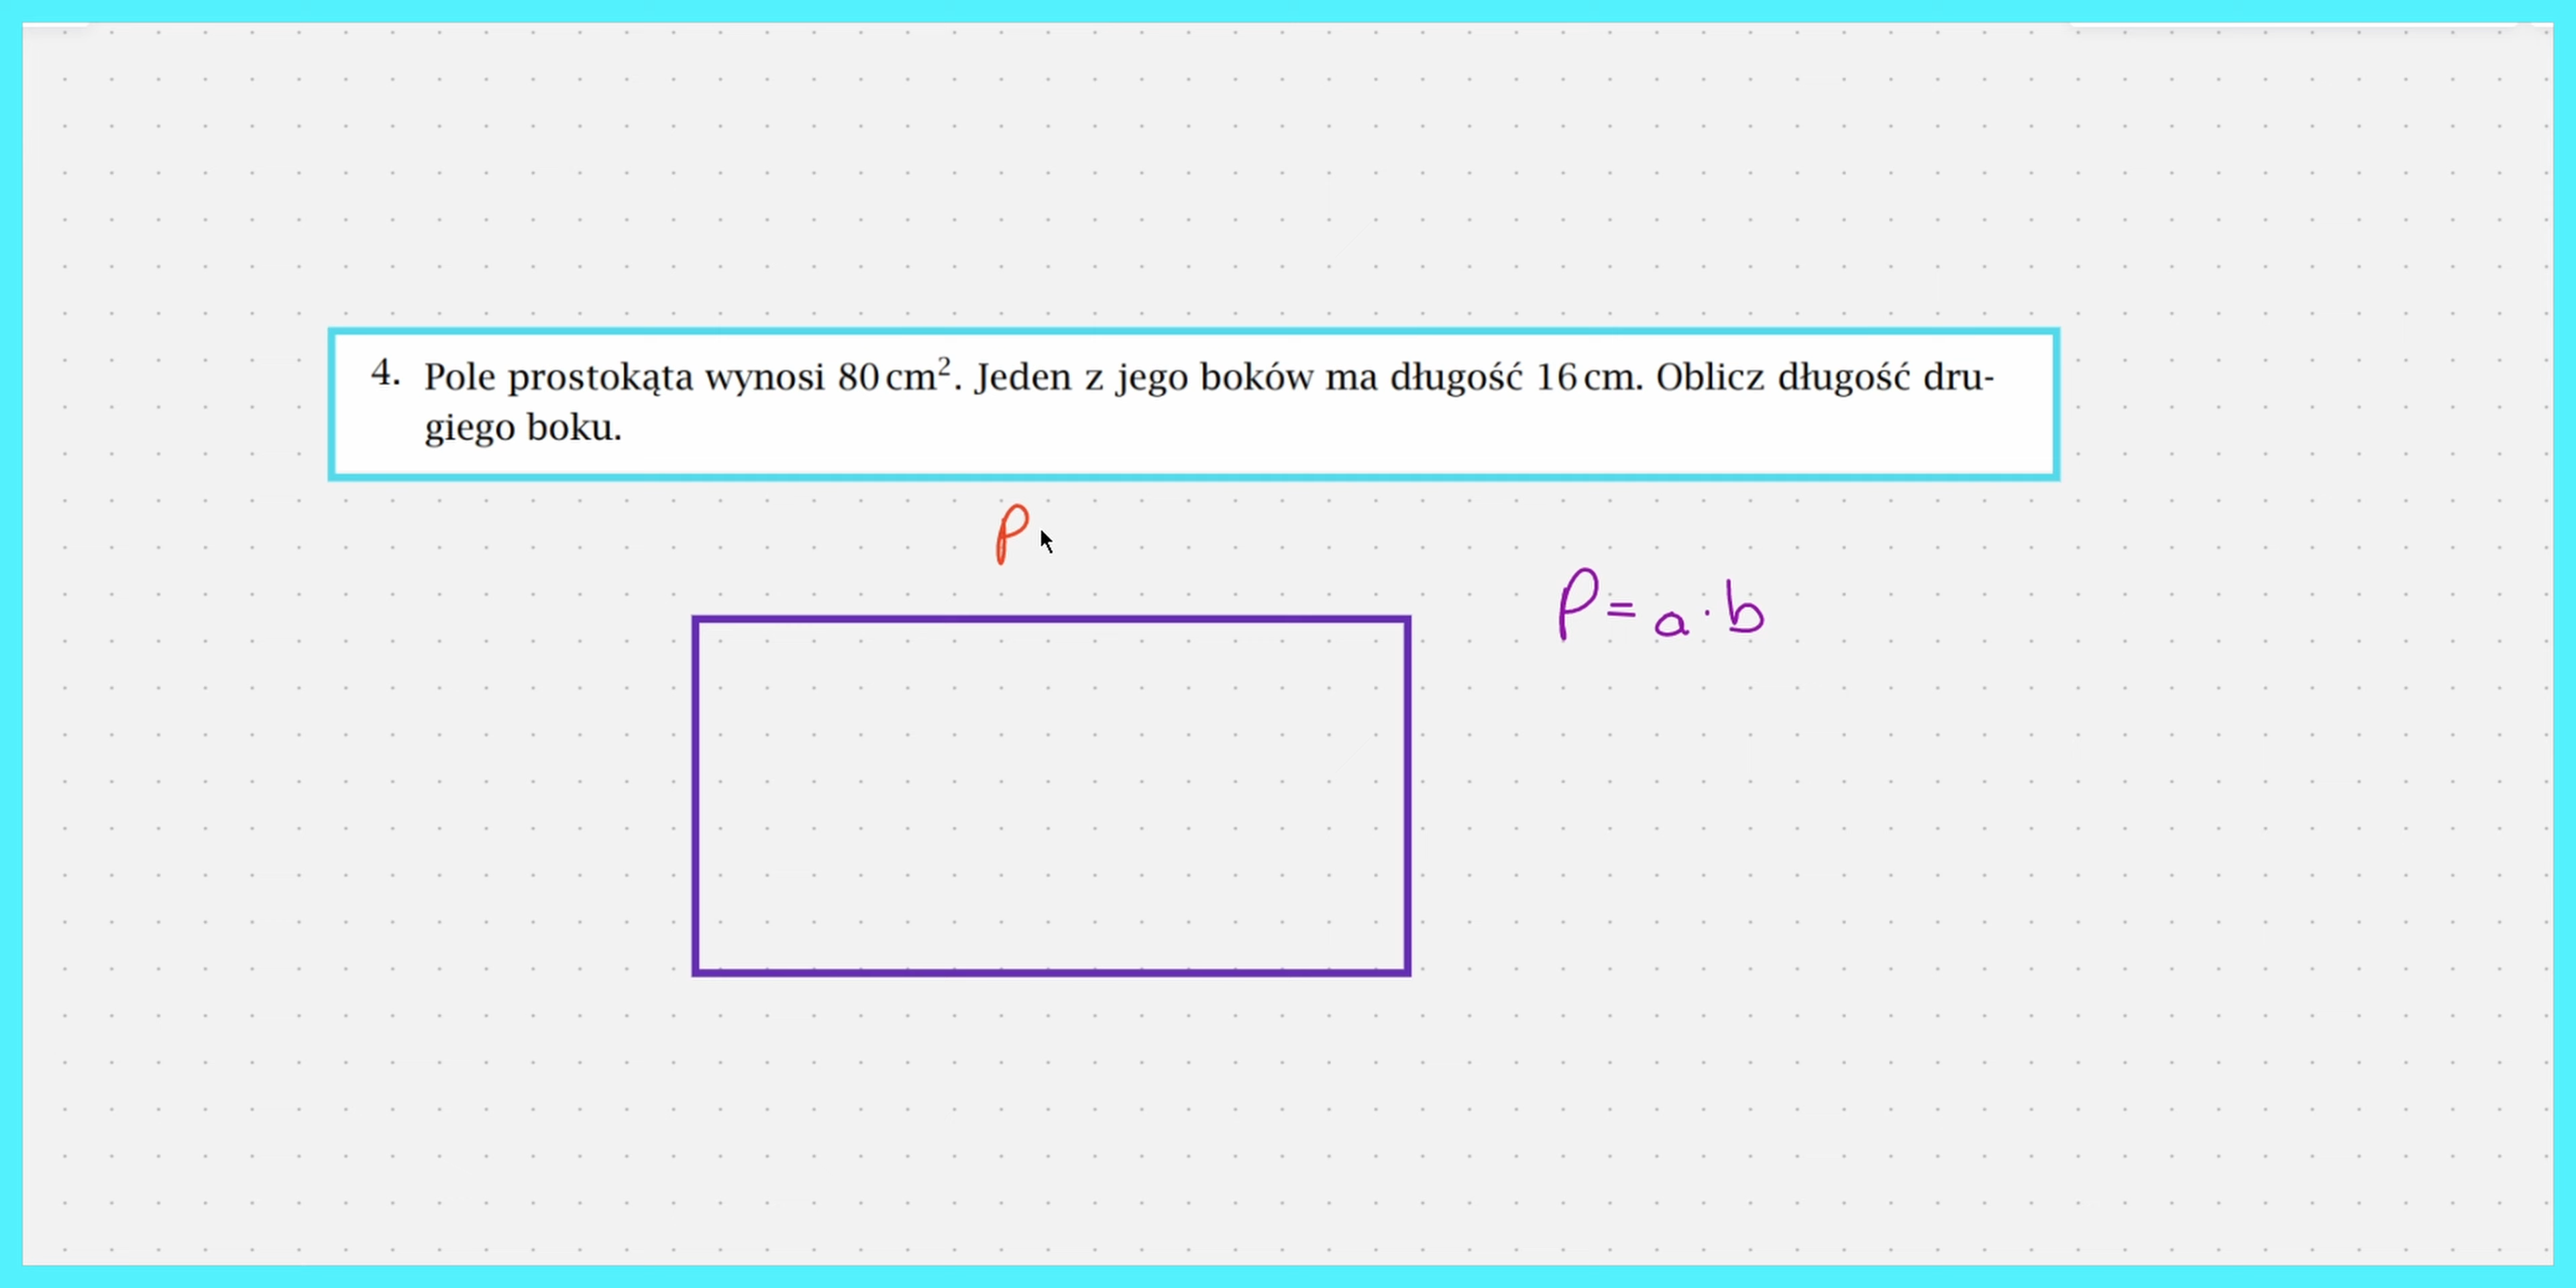 4. Pole prostokąta wynosi 80 cm². Jeden z jego boków ma długość 16 cm. Oblicz długość dru-
giego boku.
P
P = a · b